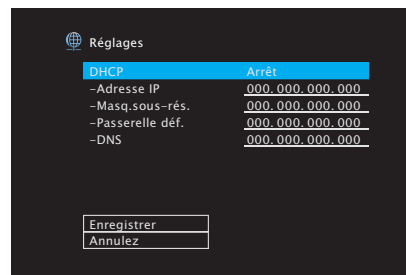 Réglages
DHCP Arrêt
-Adresse IP 000.000.000.000
-Masq.sous-rés. 000.000.000.000
-Passerelle déf. 000.000.000.000
-DNS 000.000.000.000
Enregistrer
Annulez